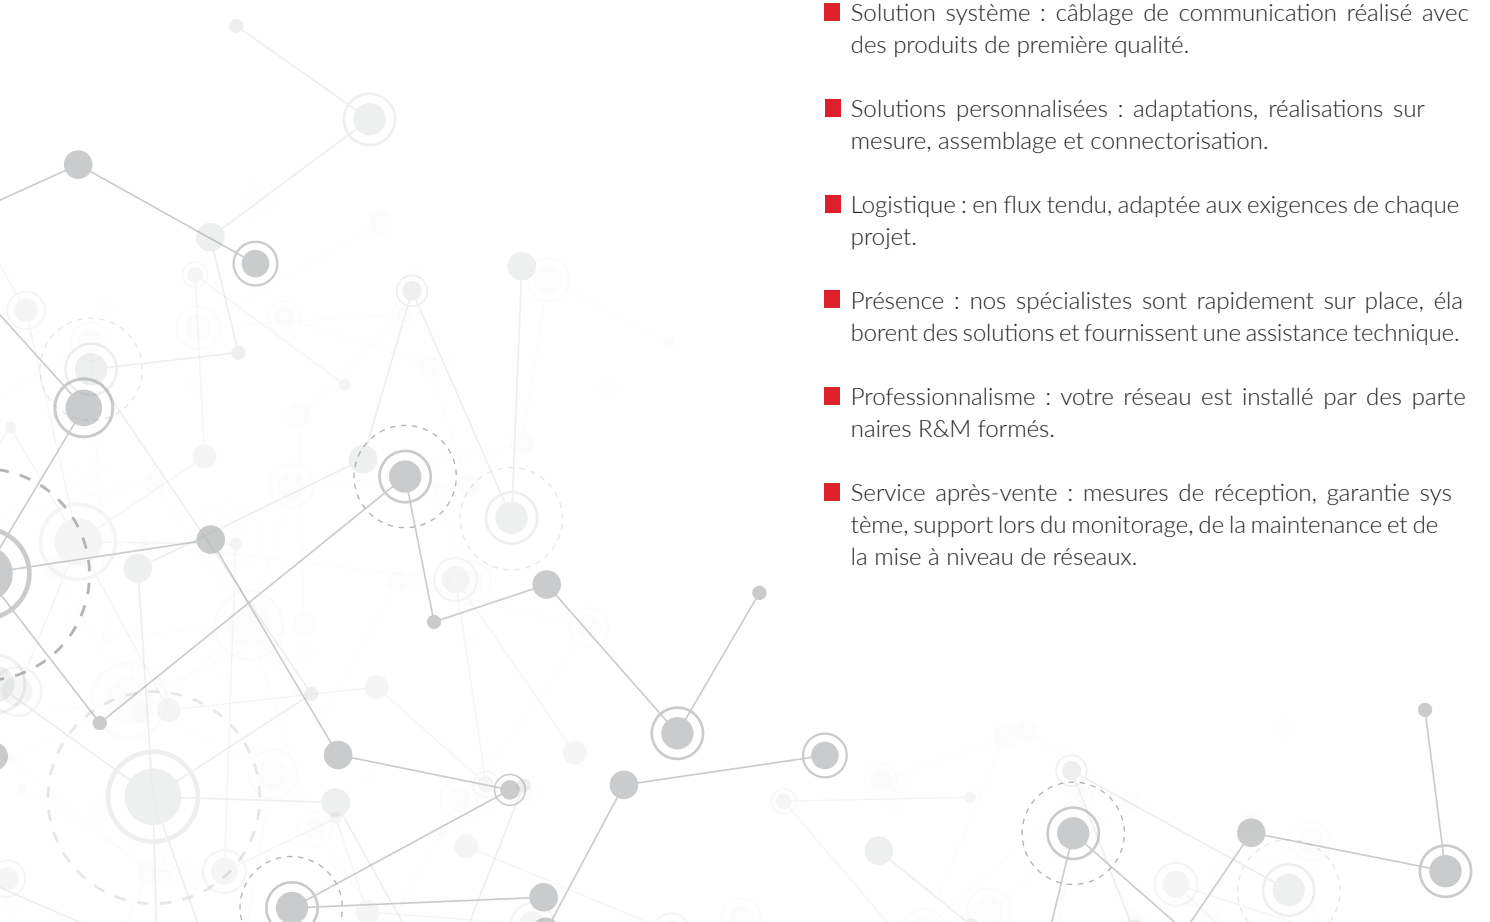 Solution système : câblage de communication réalisé avec
des produits de première qualité.
Solutions personnalisées : adaptations, réalisations sur
mesure, assemblage et connectorisation.
Logistique : en flux tendu, adaptée aux exigences de chaque
projet.
Présence : nos spécialistes sont rapidement sur place, éla
borent des solutions et fournissent une assistance technique.
Professionnalisme : votre réseau est installé par des parte
naires R&M formés.
Service après-vente : mesures de réception, garantie sys
tème, support lors du monitorage, de la maintenance et de
la mise à niveau de réseaux.